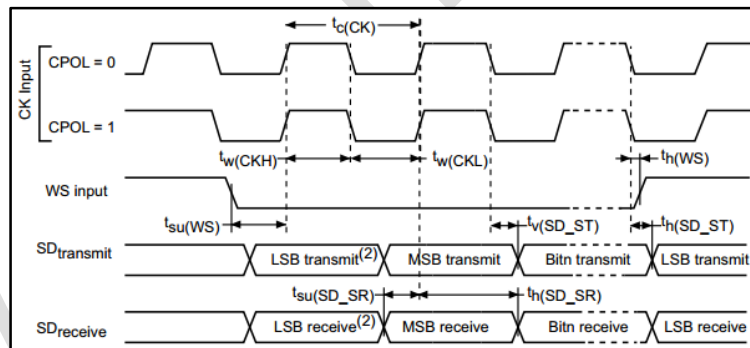 tc(CK)
CK Input
CPOL = 0
CPOL = 1
tw(CKH)
tw(CKL)
th(WS)
WS input
tsu(WS)
tv(SD_ST)
th(SD_ST)
SDtransmit
LSB transmit(2)
MSB transmit
Bitn transmit
LSB transmit
tsu(SD_SR)
th(SD_SR)
SDreceive
LSB receive(2)
MSB receive
Bitn receive
LSB receive